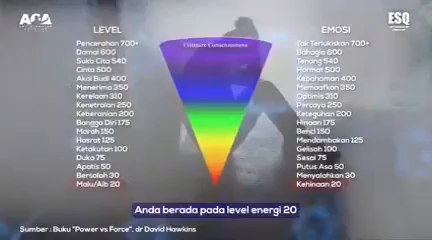 AQA
ESQ
LEVEL
Pencerahan 700+
Damai 600
Suka Cita 540
Cinta 500
Akal Budi 400
Menerima 350
Kerelaan 310
Kenetralan 250
Keberanian 200
Bangga Diri 175
Marah 150
Hasrat 125
Ketakutan 100
Duka 75
Apatis 50
Bersalah 30
Malu/Aib 20
Ultimate Consciousness
EMOSI
Tak Terlukiskan 700+
Bahagia 600
Tenang 540
Hormat 500
Kepahaman 400
Memaafkan 350
Optimis 310
Percaya 250
Keteguhan 200
Hinaan 175
Benci 150
Mendambakan 125
Gelisah 100
Sesal 75
Putus Asa 50
Menyalahkan 30
Kehinaan 20
Anda berada pada level energi 20
Sumber : Buku "Power vs Force". dr David Hawkins